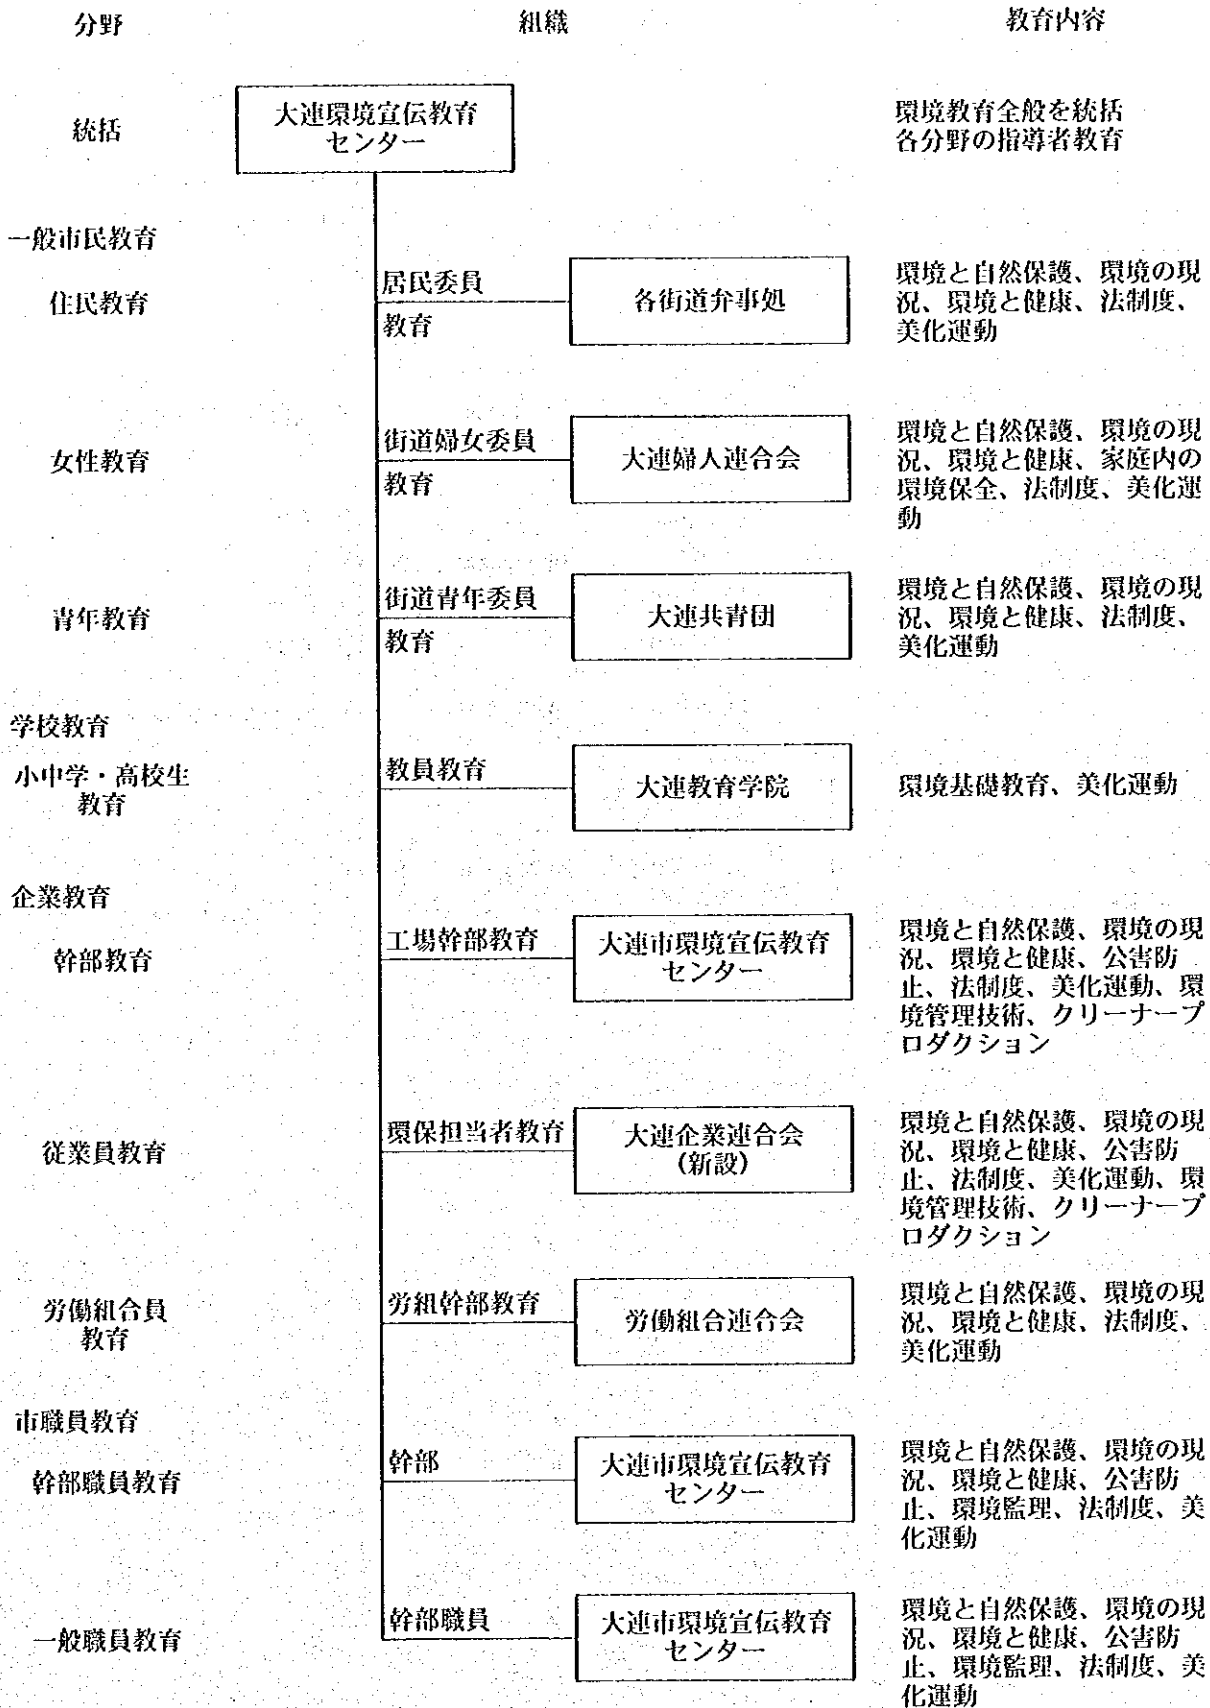 分野 組織 教育内容
統括
大連環境宣伝教育
センター
環境教育全般を統括
各分野の指導者教育
一般市民教育
住民教育
居民委員
教育
各街道弁事処
環境と自然保護、環境の現
況、環境と健康、法制度、
美化運動
女性教育
街道婦女委員
教育
大連婦人連合会
環境と自然保護、環境の現
況、環境と健康、家庭内の
環境保全、法制度、美化運
動
青年教育
街道青年委員
教育
大連共青団
環境と自然保護、環境の現
況、環境と健康、法制度、
美化運動
学校教育
小中学・高校生
教育
教員教育
大連教育学院
環境基礎教育、美化運動
企業教育
幹部教育
工場幹部教育
大連市環境宣伝教育
センター
環境と自然保護、環境の現
況、環境と健康、公害防
止、法制度、美化運動、環
境管理技術、クリーナープ
ロダクション
従業員教育
環保担当者教育
大連企業連合会
(新設)
環境と自然保護、環境の現
況、環境と健康、公害防
止、法制度、美化運動、環
境管理技術、クリーナープ
ロダクション
労働組合員
教育
労組幹部教育
労働組合連合会
環境と自然保護、環境の現
況、環境と健康、法制度、
美化運動
市職員教育
幹部職員教育
幹部
大連市環境宣伝教育
センター
環境と自然保護、環境の現
況、環境と健康、公害防
止、環境監理、法制度、美
化運動
一般職員教育
幹部職員
大連市環境宣伝教育
センター
環境と自然保護、環境の現
況、環境と健康、公害防
止、環境監理、法制度、美
化運動